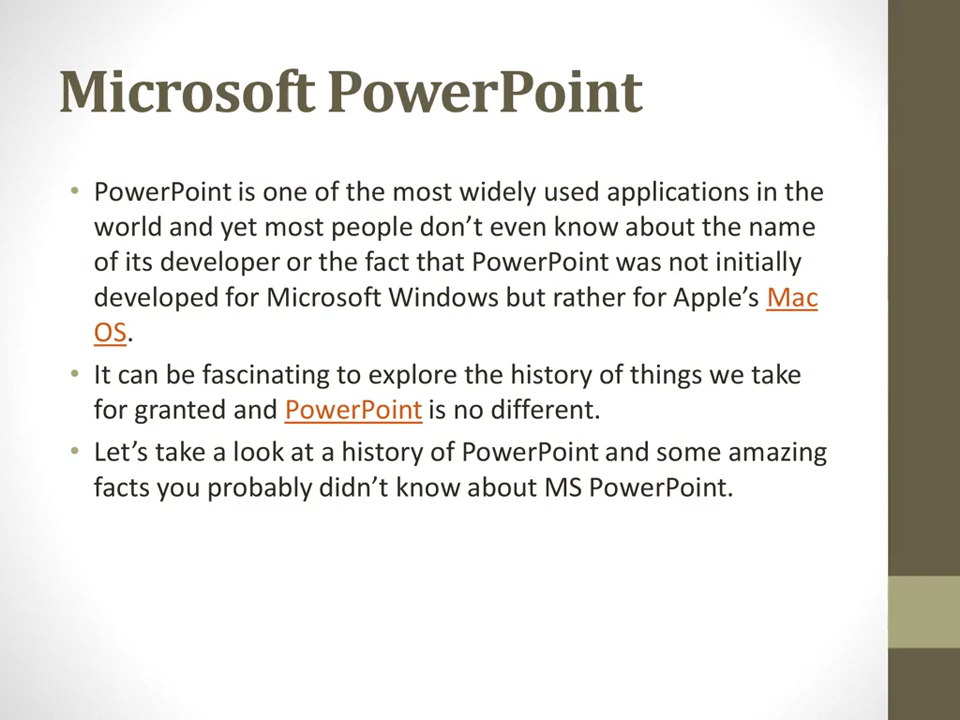 Microsoft PowerPoint
• PowerPoint is one of the most widely used applications in the
world and yet most people don’t even know about the name
of its developer or the fact that PowerPoint was not initially
developed for Microsoft Windows but rather for Apple’s Mac
OS.
• It can be fascinating to explore the history of things we take
for granted and PowerPoint is no different.
• Let’s take a look at a history of PowerPoint and some amazing
facts you probably didn’t know about MS PowerPoint.